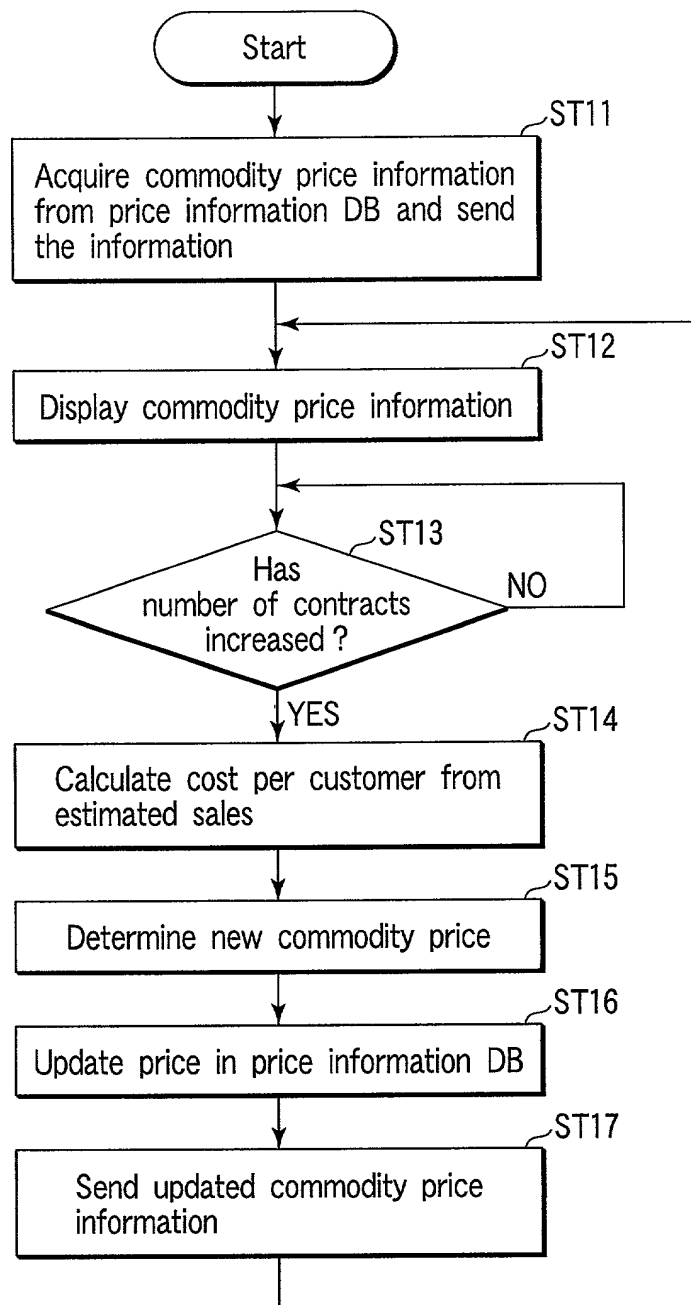 Start
ST11
Acquire commodity price information
from price information DB and send
the information
ST12
Display commodity price information
ST13
Has
number of contracts
increased ?
NO
YES
ST14
Calculate cost per customer from
estimated sales
ST15
Determine new commodity price
ST16
Update price in price information DB
ST17
Send updated commodity price
information